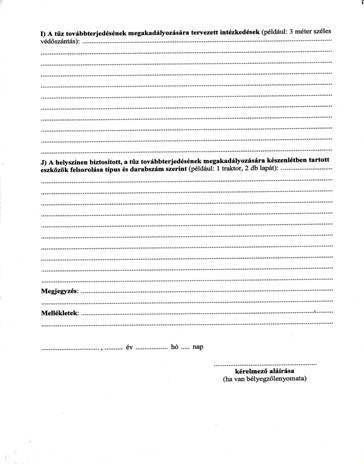 I) A tűz továbbterjedésének megakadályozására tervezett intézkedések (például: 3 méter széles
védőszántás): ........................................................................
J) A helyszínen biztosított, a tűz továbbterjedésének megakadályozására készenlétben tartott
eszközök felsorolása típus és darabszám szerint (például: 1 traktor, 2 db lapát): ....................
Megjegyzés: ........................................................................
Mellékletek: ........................................................................
............................. , ......... év ................ hó ..... nap
..................................................
kérelmező aláírása
(ha van bélyegzőlenyomata)